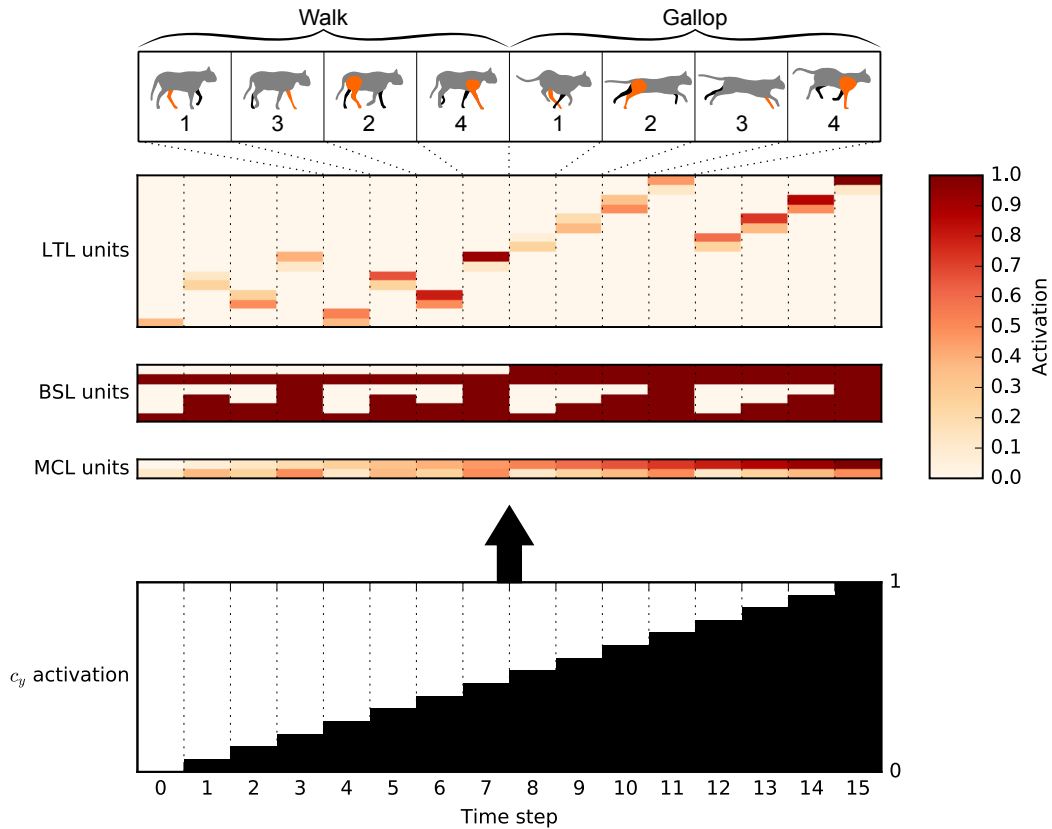 Walk Gallop
1 3 2 4 1 2 3 4
LTL units
BSL units
MCL units
1.0
0.9
0.8
0.7
0.6
0.5
0.4
0.3
0.2
0.1
0.0
Activation
1
c_y activation
0
0 1 2 3 4 5 6 7 8 9 10 11 12 13 14 15
Time step